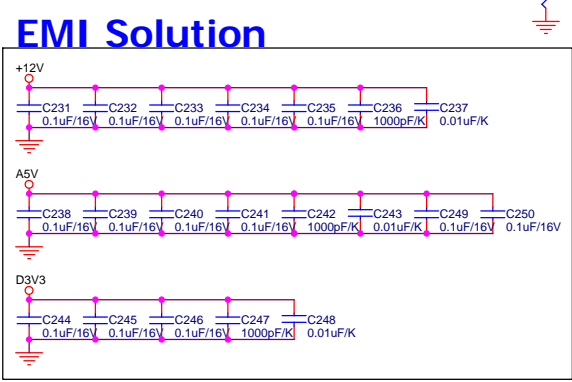 EMI Solution
+12V
C231 C232 C233 C234 C235 C236 C237
0.1uF/16V 0.1uF/16V 0.1uF/16V 0.1uF/16V 0.1uF/16V 1000pF/K 0.01uF/K
A5V
C238 C239 C240 C241 C242 C243 C249 C250
0.1uF/16V 0.1uF/16V 0.1uF/16V 0.1uF/16V 1000pF/K 0.01uF/K 0.1uF/16V 0.1uF/16V
D3V3
C244 C245 C246 C247 C248
0.1uF/16V 0.1uF/16V 0.1uF/16V 1000pF/K 0.01uF/K